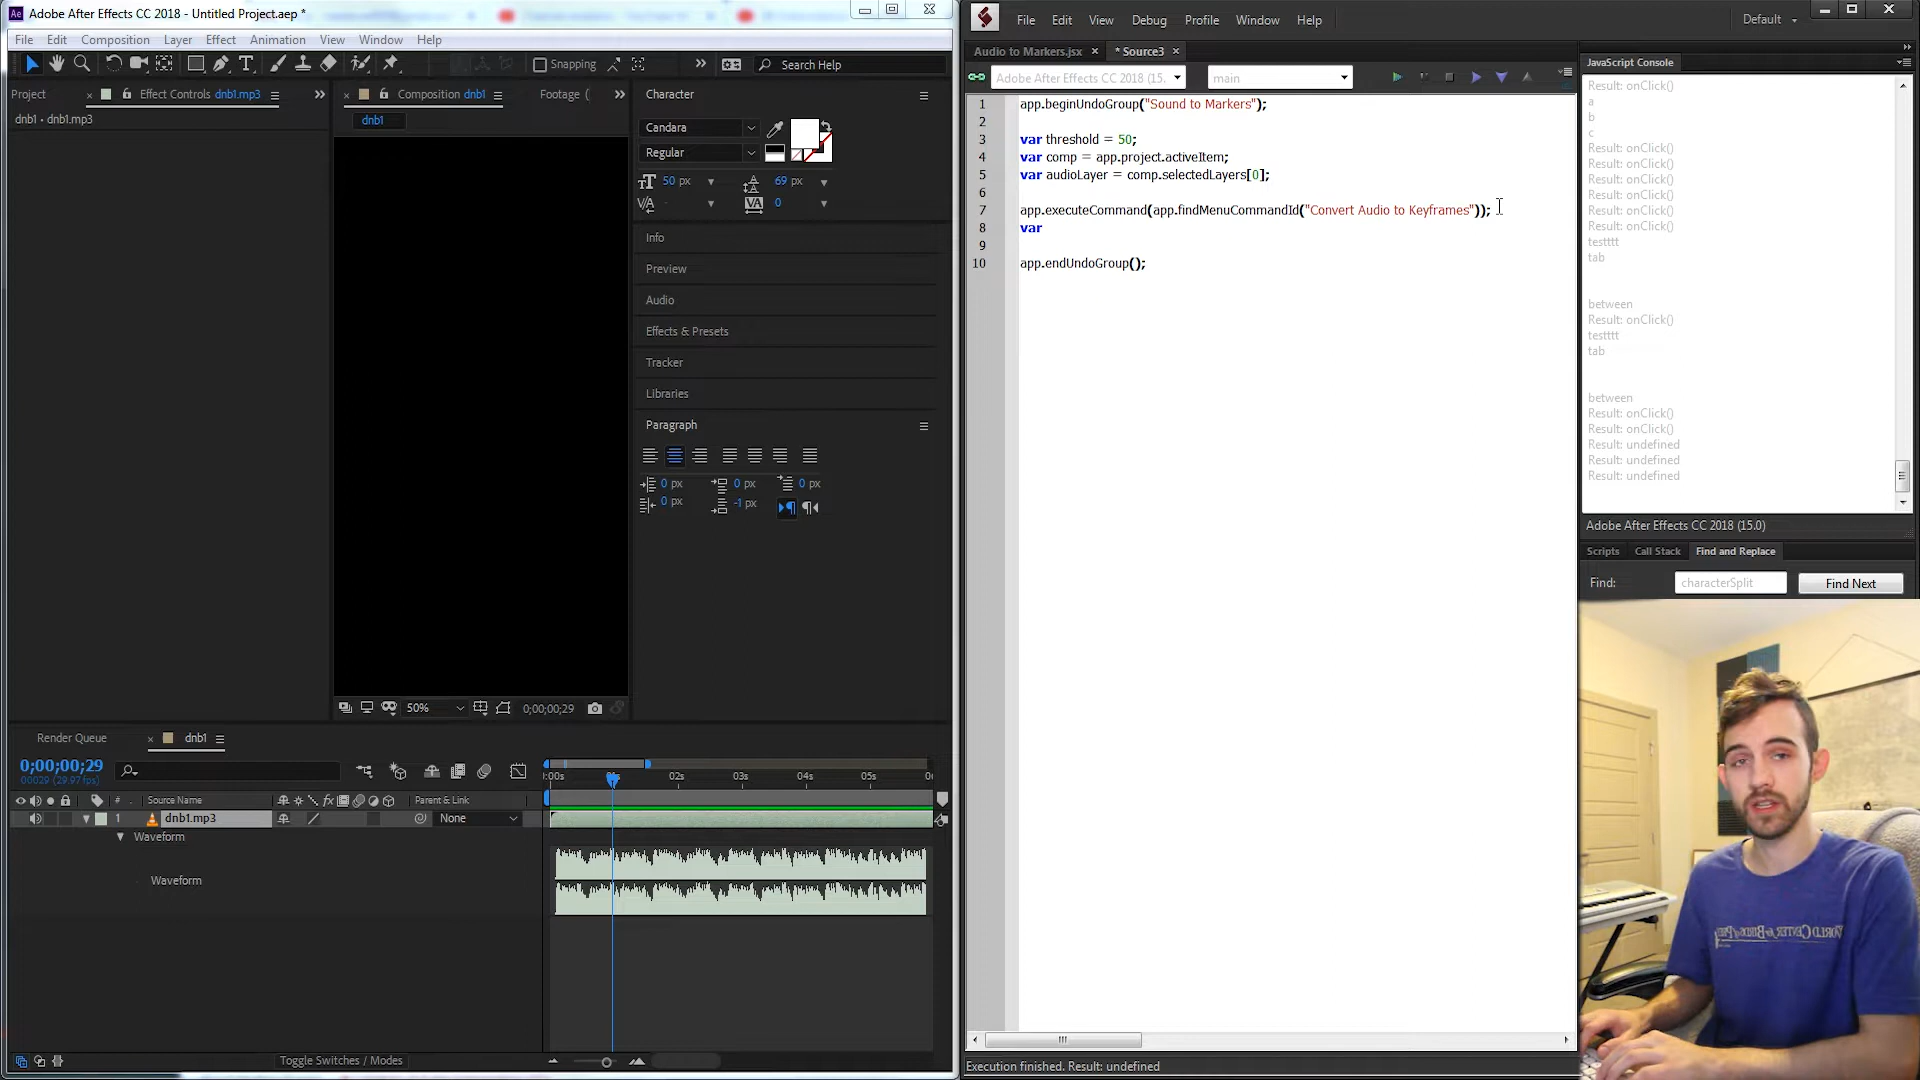 Adobe After Effects CC 2018 - Untitled Project.aep *
File Edit Composition Layer Effect Animation View Window Help
Snapping
Search Help
Project
Effect Controls dnb1.mp3
Composition dnb1
Footage (
dnb1 • dnb1.mp3
dnb1
Character
Candara
Regular
50 px
69 px
0
Info
Preview
Audio
Effects & Presets
Tracker
Libraries
Paragraph
0 px
0 px
0 px
0 px
-1 px
50%
0;00;00;29
Render Queue
dnb1
0;00;00;29
00029 (29.97 fps)
# Source Name
Parent & Link
1 dnb1.mp3
None
Waveform
Waveform
:00s
02s
03s
04s
05s
Toggle Switches / Modes
File Edit View Debug Profile Window Help
Default
Audio to Markers.jsx
* Source3
Adobe After Effects CC 2018 (15.
main
1 app.beginUndoGroup("Sound to Markers");
2
3 var threshold = 50;
4 var comp = app.project.activeItem;
5 var audioLayer = comp.selectedLayers[0];
6
7 app.executeCommand(app.findMenuCommandId("Convert Audio to Keyframes"));
8 var
9
10 app.endUndoGroup();
Execution finished. Result: undefined
JavaScript Console
Result: onClick()
a
b
c
Result: onClick()
Result: onClick()
Result: onClick()
Result: onClick()
Result: onClick()
Result: onClick()
testttt
tab
between
Result: onClick()
testttt
tab
between
Result: onClick()
Result: onClick()
Result: undefined
Result: undefined
Result: undefined
Adobe After Effects CC 2018 (15.0)
Scripts Call Stack Find and Replace
Find: characterSplit Find Next